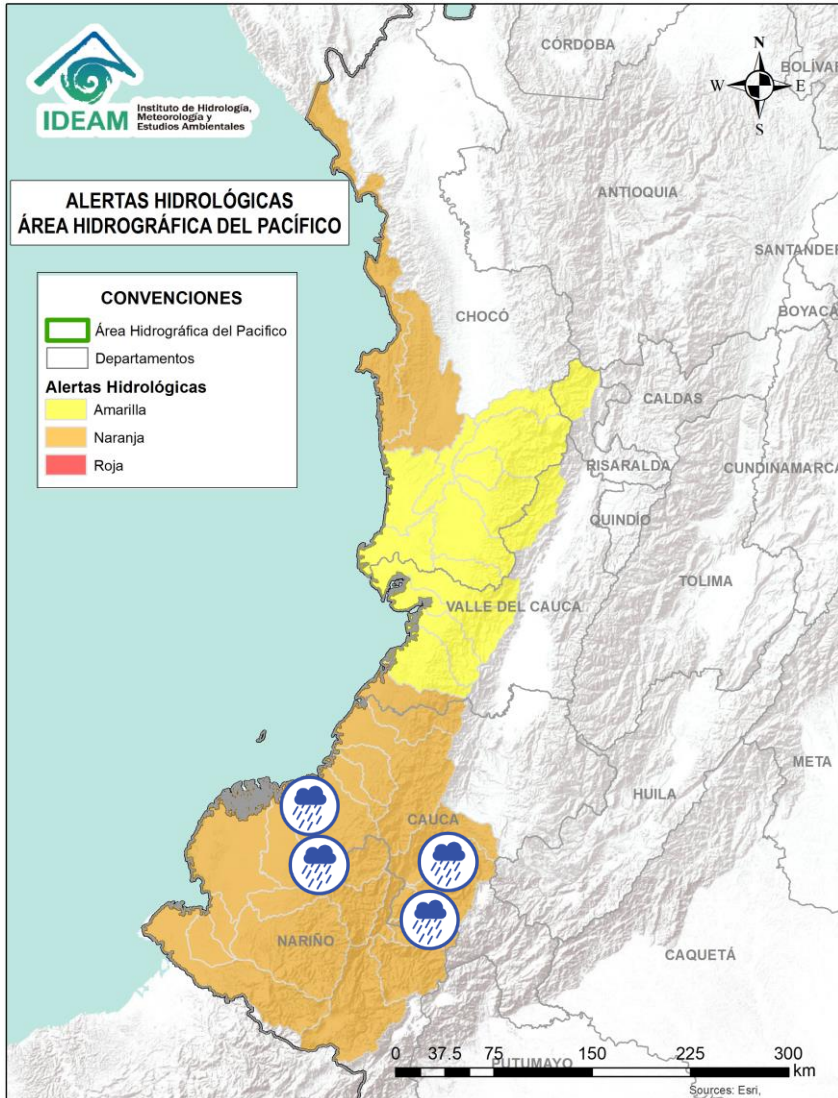 IDEAM
Instituto de Hidrología,
Meteorología y
Estudios Ambientales
ALERTAS HIDROLÓGICAS
ÁREA HIDROGRÁFICA DEL PACÍFICO
CONVENCIONES
Área Hidrográfica del Pacifico
Departamentos
Alertas Hidrológicas
Amarilla
Naranja
Roja
N
W
E
S
CÓRDOBA
BOLÍVAR
ANTIOQUIA
SANTANDER
BOYACÁ
CHOCÓ
CALDAS
RISARALDA
CUNDINAMARCA
QUINDÍO
TOLIMA
VALLE DEL CAUCA
META
HUILA
CAUCA
NARIÑO
CAQUETÁ
PUTUMAYO
0 37.5 75 150 225 300
km
Sources: Esri,